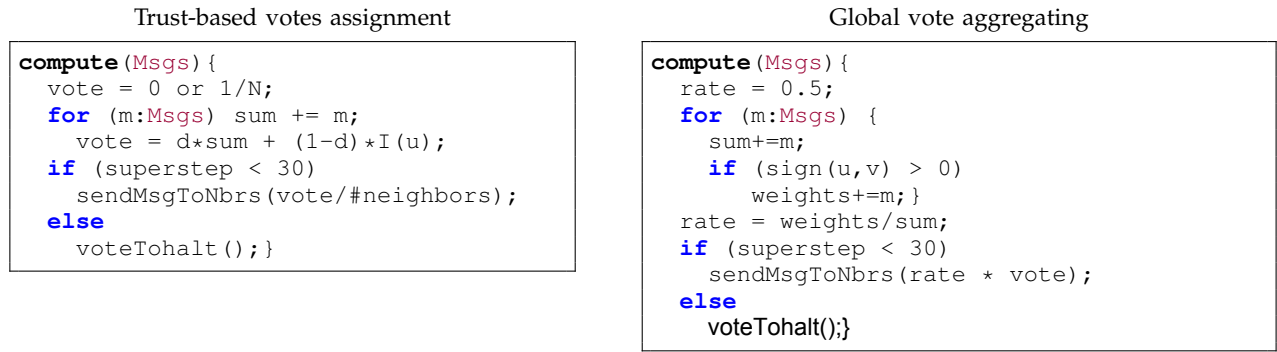 Trust-based votes assignment
compute(Msgs){
  vote = 0 or 1/N;
  for (m:Msgs) sum += m;
    vote = d*sum + (1-d)*I(u);
  if (superstep < 30)
    sendMsgToNbrs(vote/#neighbors);
  else
    voteTohalt();}
Global vote aggregating
compute(Msgs){
  rate = 0.5;
  for (m:Msgs) {
    sum+=m;
    if (sign(u,v) > 0)
       weights+=m;}
  rate = weights/sum;
  if (superstep < 30)
    sendMsgToNbrs(rate * vote);
  else
    voteTohalt();}